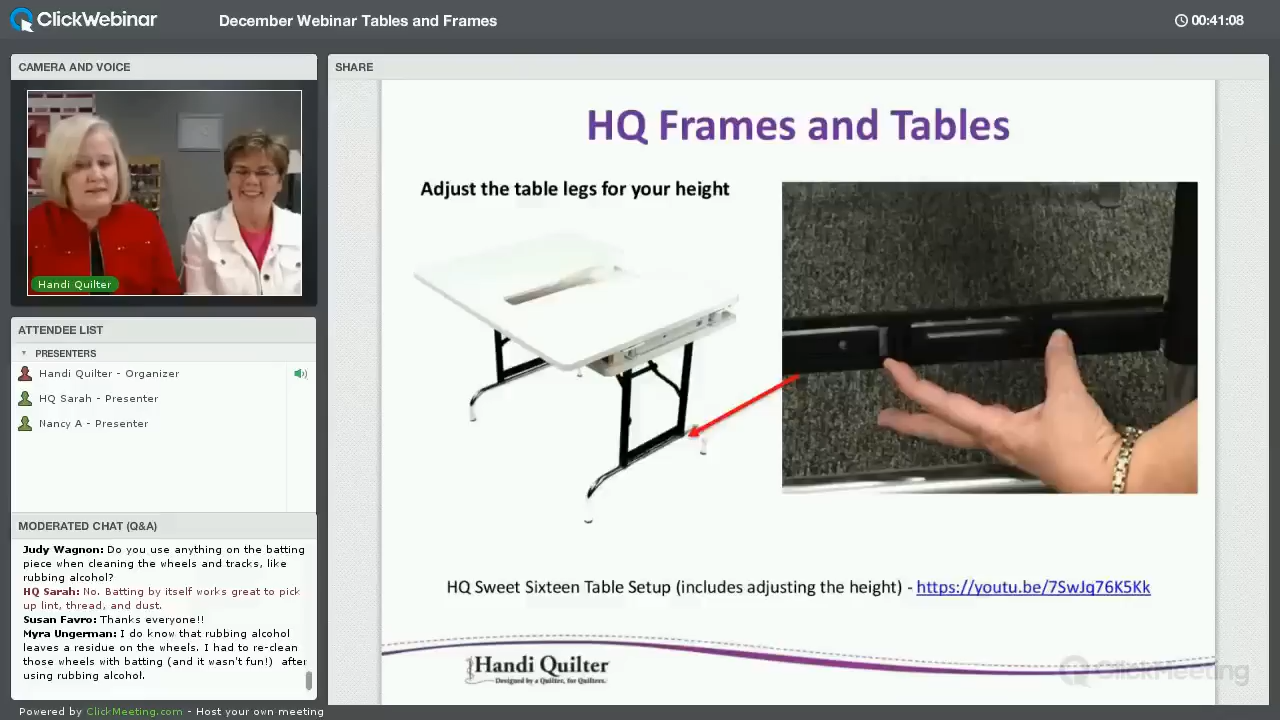 ClickWebinar
December Webinar Tables and Frames
00:41:08
CAMERA AND VOICE
Handi Quilter
ATTENDEE LIST
PRESENTERS
Handi Quilter - Organizer
HQ Sarah - Presenter
Nancy A - Presenter
MODERATED CHAT (Q&A)
Judy Wagnon: Do you use anything on the batting
piece when cleaning the wheels and tracks, like
rubbing alcohol?
HQ Sarah: No. Batting by itself works great to pick
up lint, thread, and dust.
Susan Favro: Thanks everyone!!
Myra Ungerman: I do know that rubbing alcohol
leaves a residue on the wheels. I had to re-clean
those wheels with batting (and it wasn't fun!) after
using rubbing alcohol.
Powered by ClickMeeting.com - Host your own meeting
SHARE
HQ Frames and Tables
Adjust the table legs for your height
HQ Sweet Sixteen Table Setup (includes adjusting the height) - https://youtu.be/7SwJq76K5Kk
Handi Quilter
Designed by a Quilter, for Quilters.
ClickMeeting